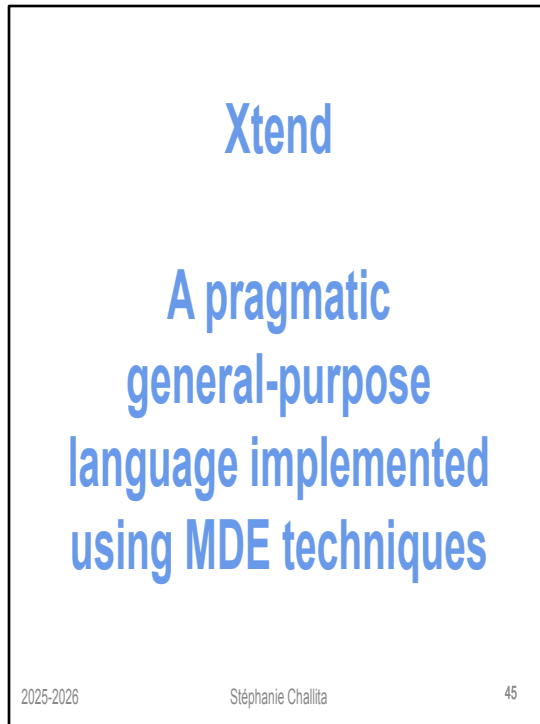 Xtend
A pragmatic
general-purpose
language implemented
using MDE techniques
2025-2026 Stéphanie Challita 45